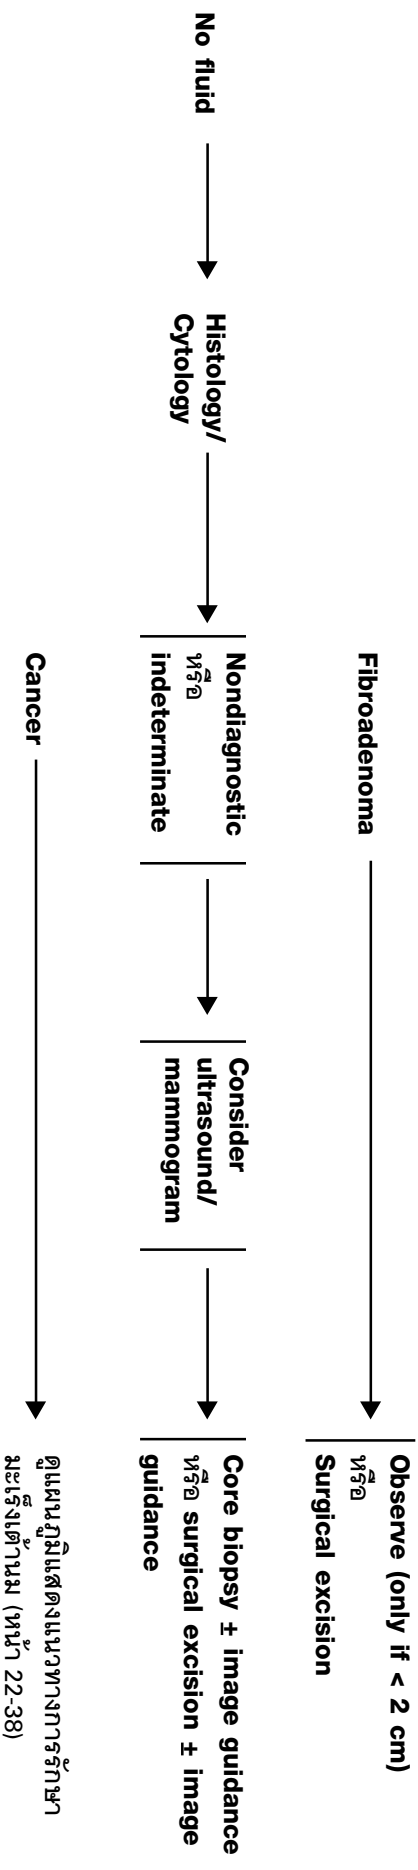 No fluid
Histology/
Cytology
Fibroadenoma
Observe (only if < 2 cm)
หรือ
Surgical excision
Nondiagnostic
หรือ
indeterminate
Consider
ultrasound/
mammogram
Core biopsy ± image guidance
หรือ surgical excision ± image
guidance
Cancer
ดูแผนภูมิแสดงแนวทางการรักษา
มะเร็งเต้านม (หน้า 22-38)